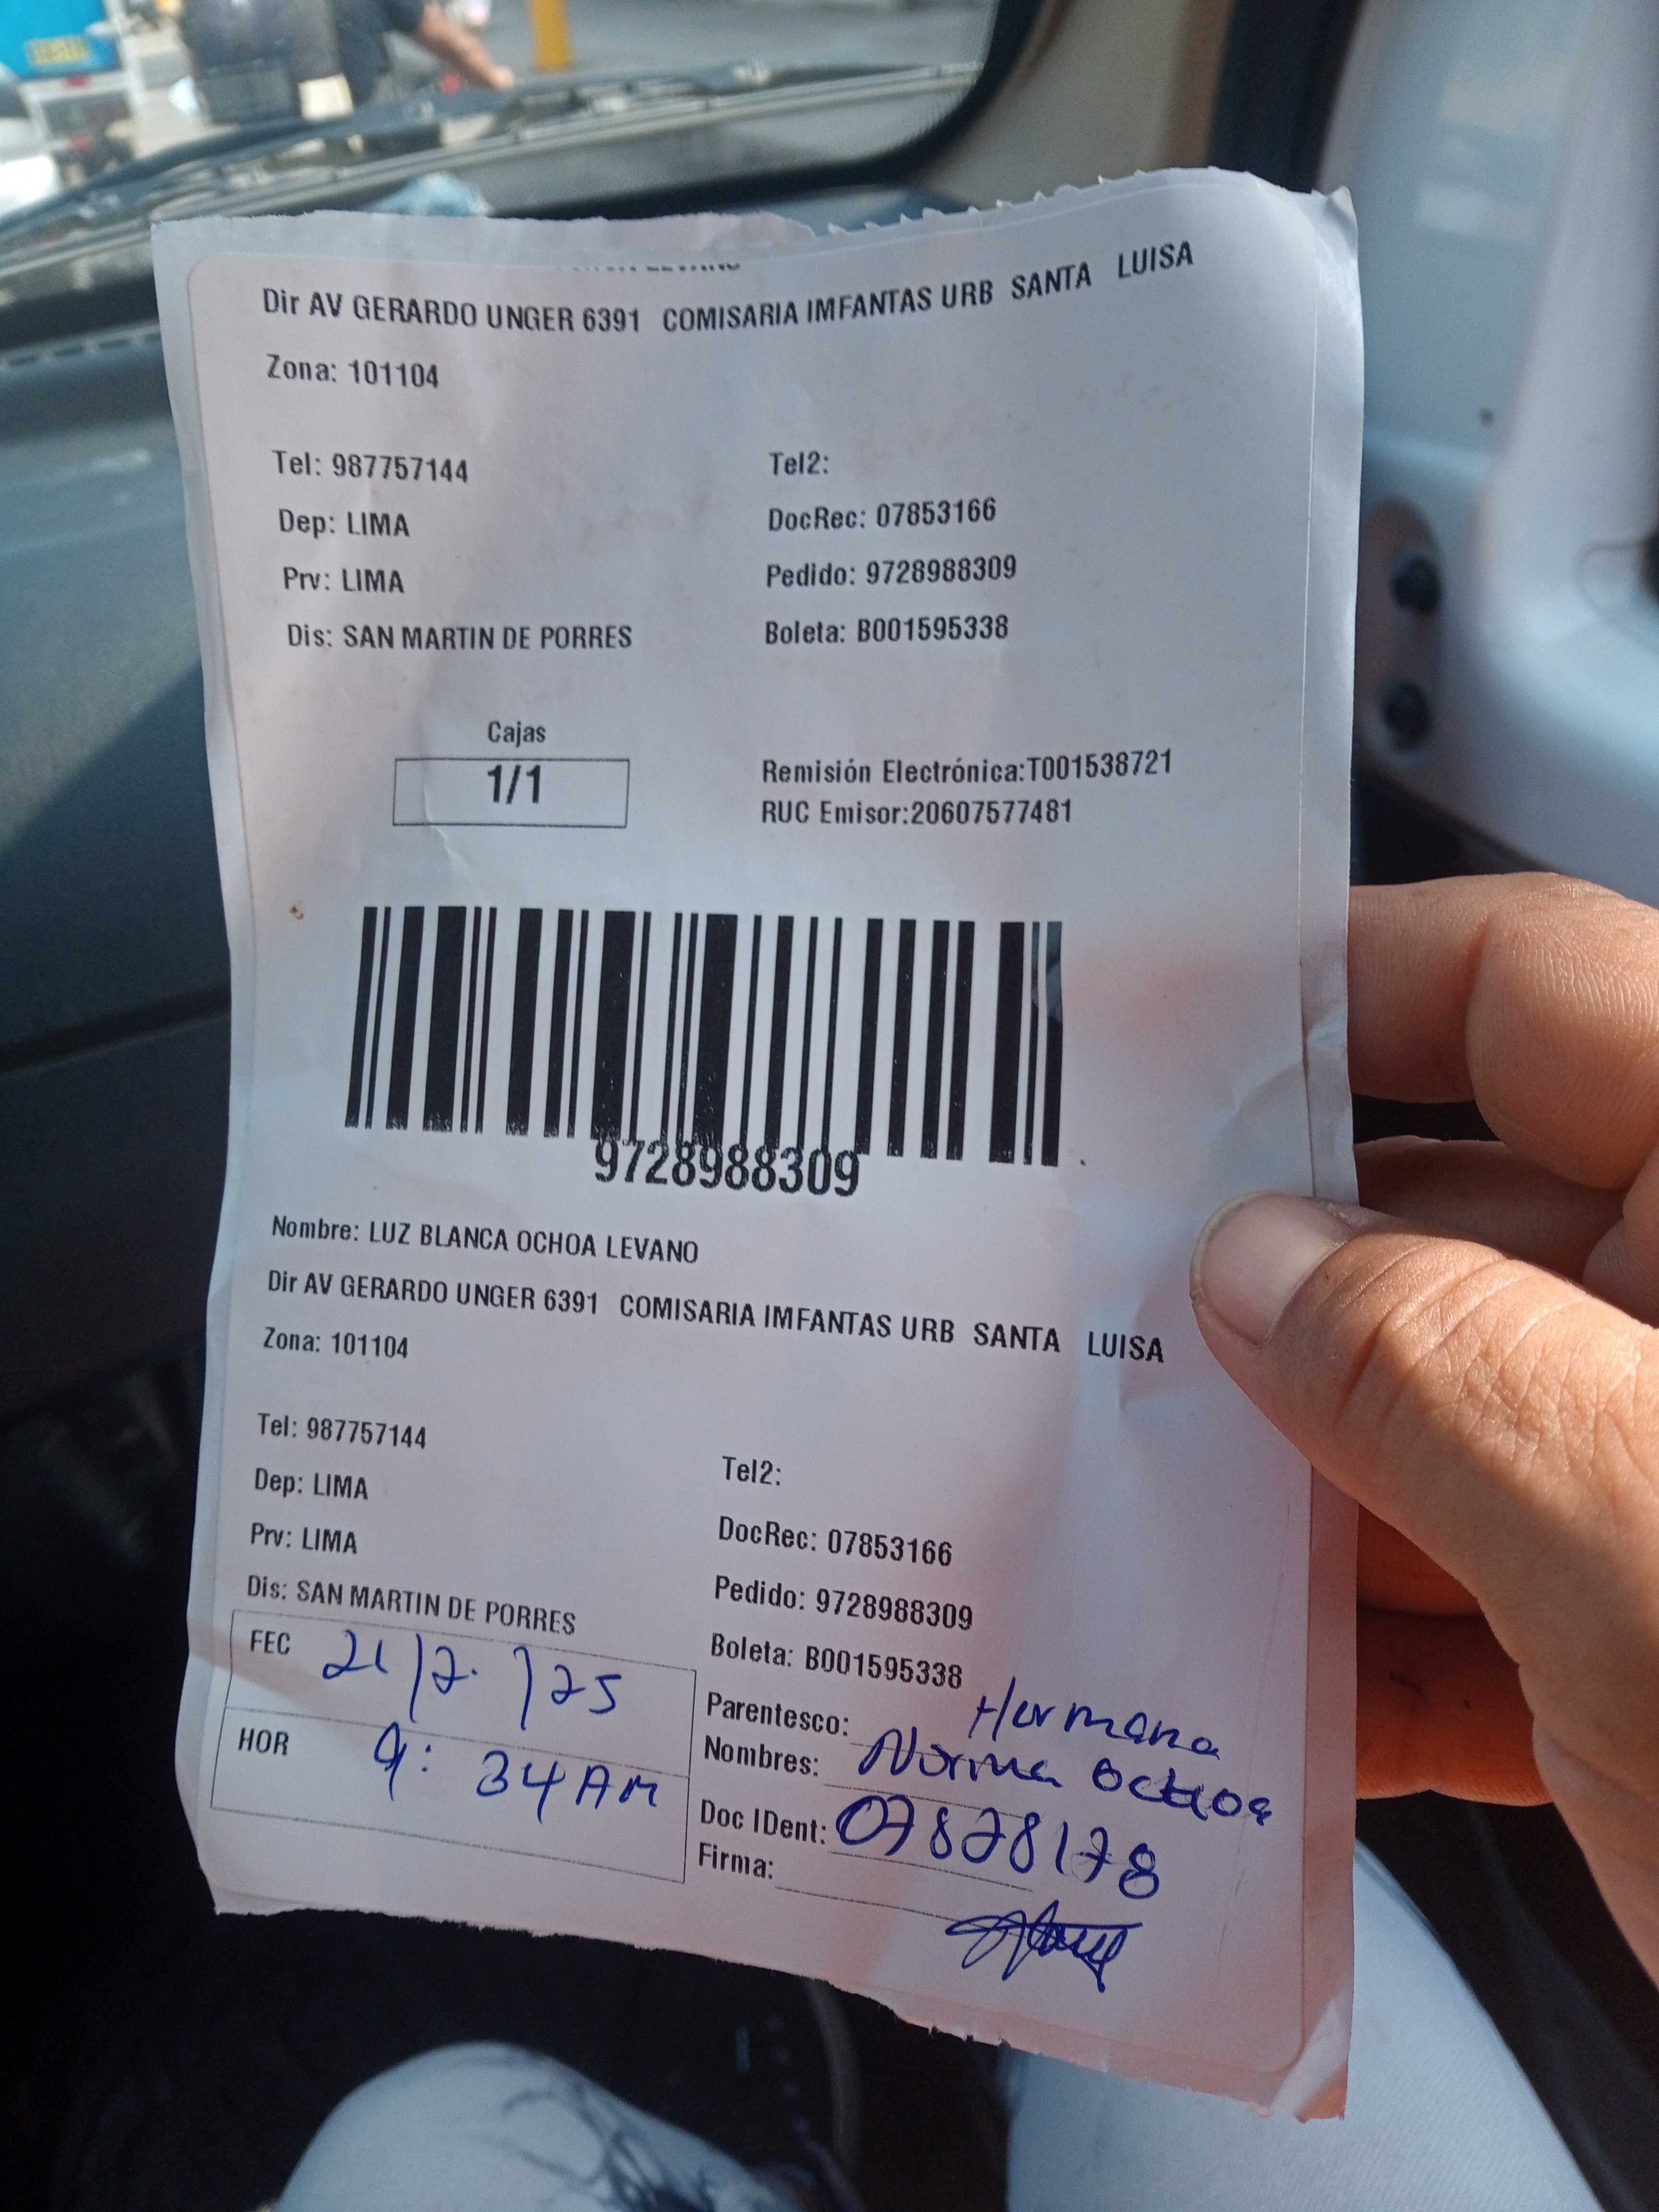 LEVANO
Dir AV GERARDO UNGER 6391 COMISARIA IMFANTAS URB SANTA LUISA
Zona: 101104
Tel: 987757144 Tel2:
Dep: LIMA DocRec: 07853166
Prv: LIMA Pedido: 9728988309
Dis: SAN MARTIN DE PORRES Boleta: B001595338
Cajas
1/1
Remisión Electrónica:T001538721
RUC Emisor:20607577481
9728988309
Nombre: LUZ BLANCA OCHOA LEVANO
Dir AV GERARDO UNGER 6391 COMISARIA IMFANTAS URB SANTA LUISA
Zona: 101104
Tel: 987757144 Tel2:
Dep: LIMA DocRec: 07853166
Prv: LIMA Pedido: 9728988309
Dis: SAN MARTIN DE PORRES Boleta: B001595338
FEC 21/2./25
HOR 9:34 AM
Parentesco: Hermana
Nombres: Norma Ochoa
Doc IDent: 07878178
Firma: